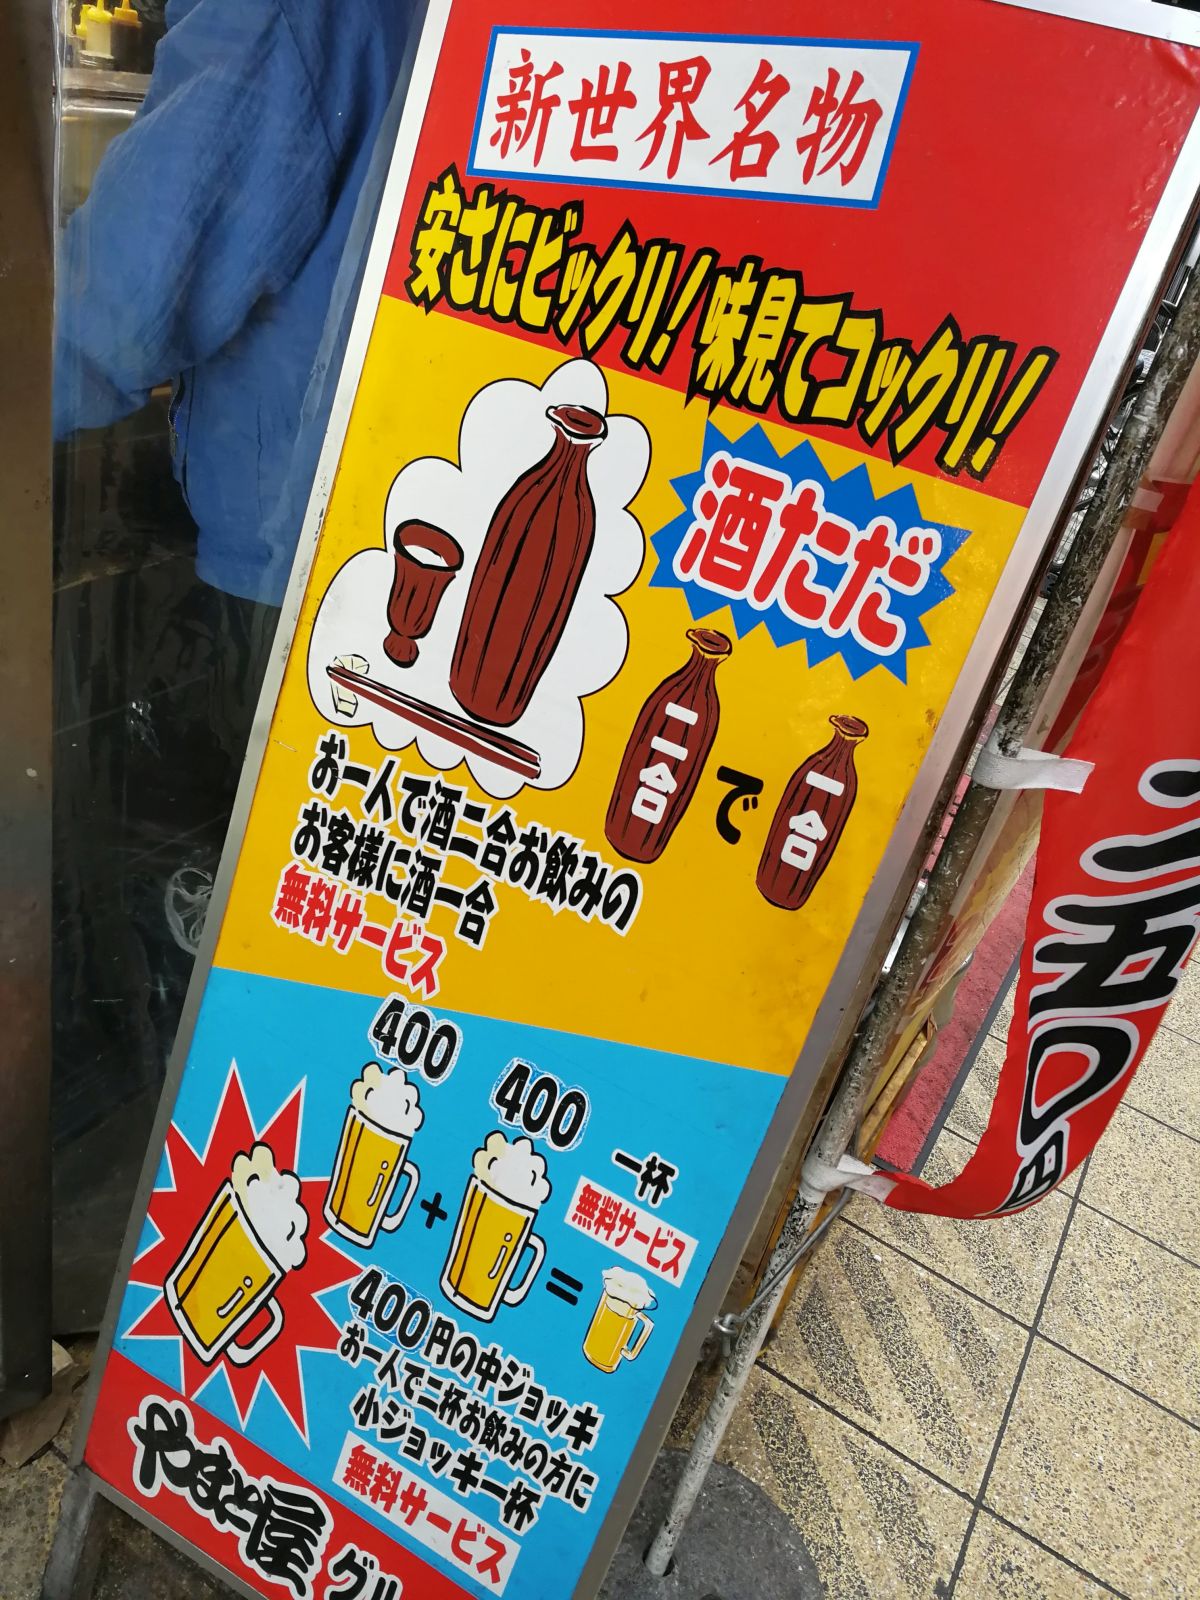 新世界名物
安さにビックリ!味見てコックリ!
酒ただ
二合
で
一合
お一人で酒二合お飲みの
お客様に酒一合
無料サービス
400
400
一杯
無料サービス
+
=
400円の中ジョッキ
お一人で二杯お飲みの方に
小ジョッキ一杯
無料サービス
やまと屋グル